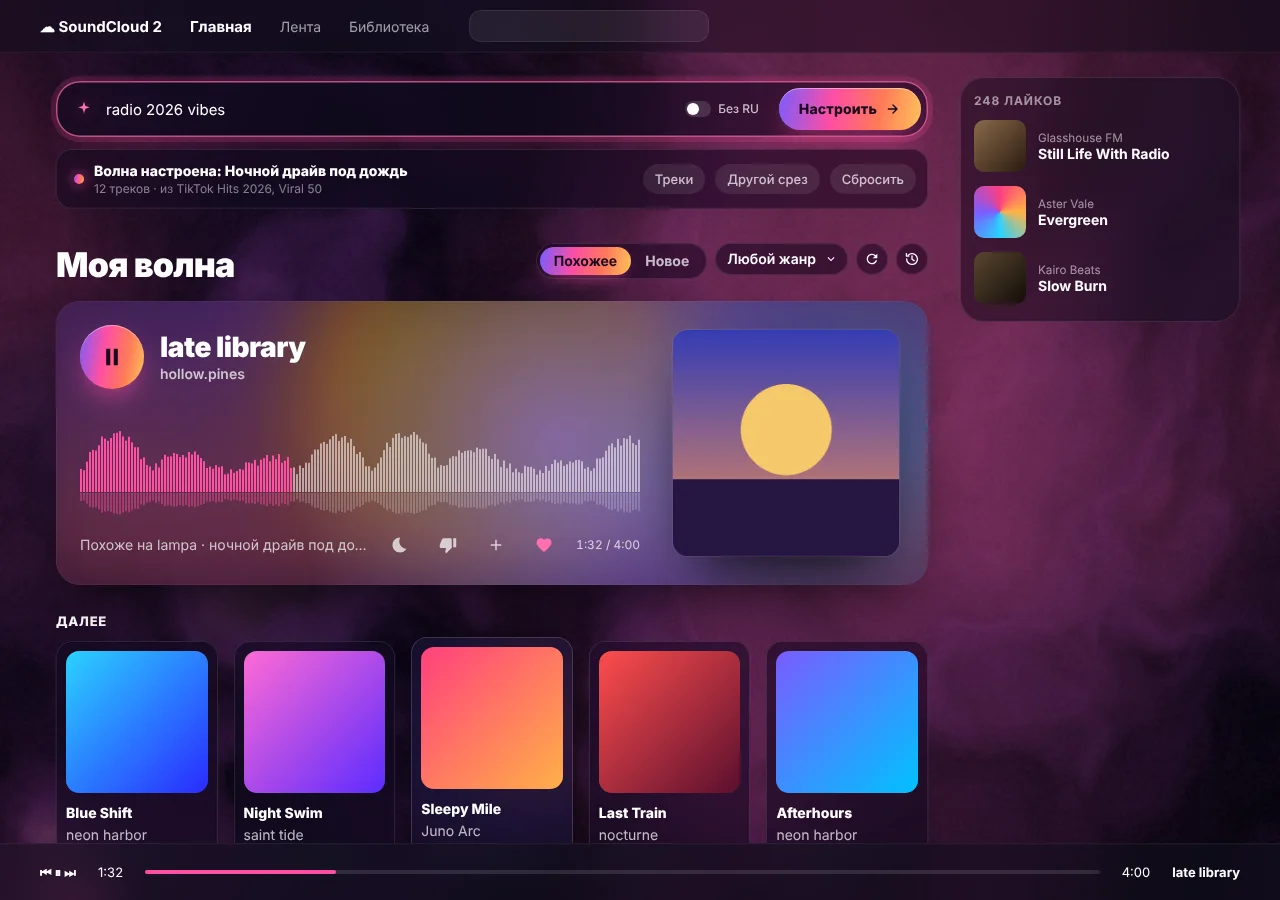 SoundCloud 2 Главная Лента Библиотека
radio 2026 vibes Без RU Настроить
Волна настроена: Ночной драйв под дождь
12 треков · из TikTok Hits 2026, Viral 50
Треки Другой срез Сбросить
Моя волна
Похожее Новое Любой жанр
late library
hollow.pines
Похоже на lampa · ночной драйв под до...
1:32 / 4:00
248 ЛАЙКОВ
Glasshouse FM
Still Life With Radio
Aster Vale
Evergreen
Kairo Beats
Slow Burn
ДАЛЕЕ
Blue Shift
neon harbor
Night Swim
saint tide
Sleepy Mile
Juno Arc
Last Train
nocturne
Afterhours
neon harbor
1:32 4:00 late library